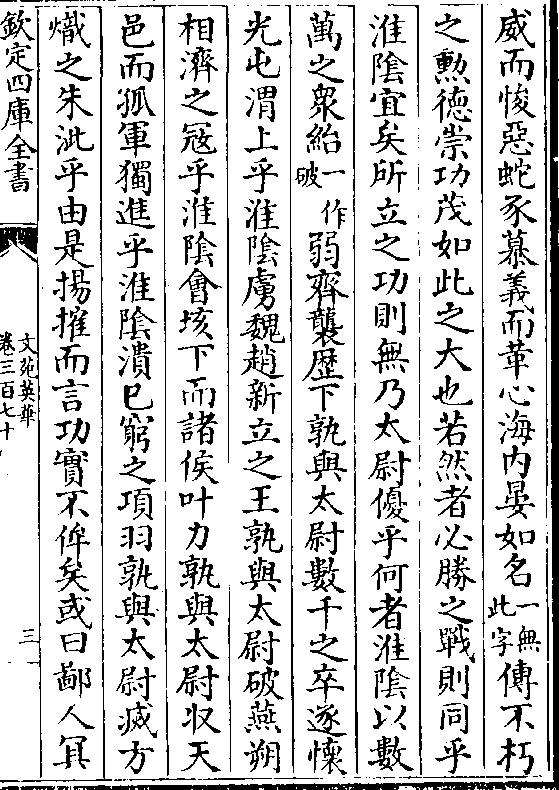 威而悛惡蛇豕慕義而革心海内晏如名一無此字傳不朽
之勲徳崇功茂如此之大也若然者必勝之戰則同乎
淮隂宜矣所立之功則無乃太尉優乎何者淮隂以數
萬之衆紿一作破弱齊襲歴下孰與太尉數千之卒逐懐
光屯渭上乎淮隂虜魏趙新立之王孰與太尉破燕朔
相濟之宼乎淮隂會垓下而諸侯叶力孰與太尉收天
邑而孤軍獨進乎淮隂潰已窮之項羽孰與太尉滅方
熾之朱泚乎由是揚搉而言功實不侔矣或曰鄙人冥
欽定四庫全書
文苑英華
卷三百七十
三